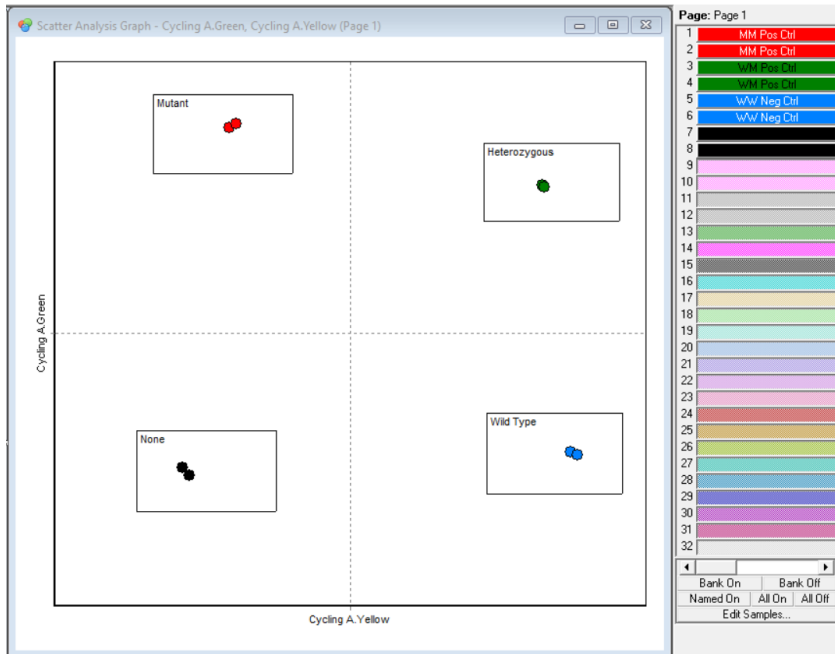 Scatter Analysis Graph - Cycling A.Green, Cycling A.Yellow (Page 1)
Mutant
Heterozygous
Cycling A.Green
None
Wild Type
Cycling A.Yellow
Page: Page 1
1 MM Pos Ctrl
2 MM Pos Ctrl
3 WM Pos Ctrl
4 WM Pos Ctrl
5 WW Neg Ctrl
6 WW Neg Ctrl
7
8
9
10
11
12
13
14
15
16
17
18
19
20
21
22
23
24
25
26
27
28
29
30
31
32
Bank On Bank Off
Named On All On All Off
Edit Samples...